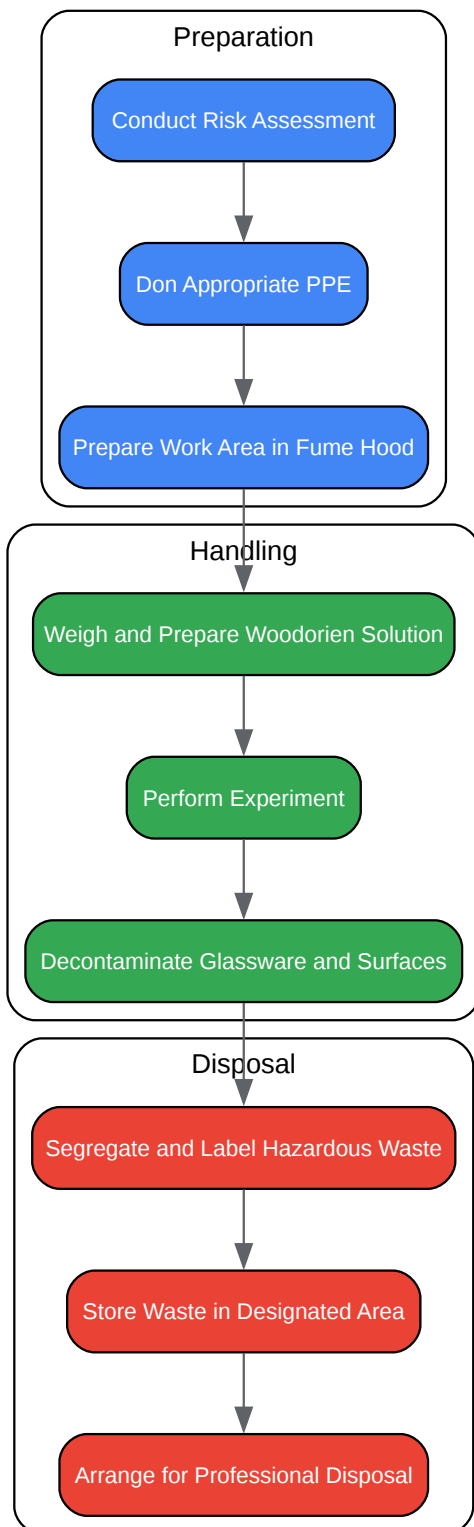 Preparation
Conduct Risk Assessment
Don Appropriate PPE
Prepare Work Area in Fume Hood
Handling
Weigh and Prepare Woodorien Solution
Perform Experiment
Decontaminate Glassware and Surfaces
Disposal
Segregate and Label Hazardous Waste
Store Waste in Designated Area
Arrange for Professional Disposal